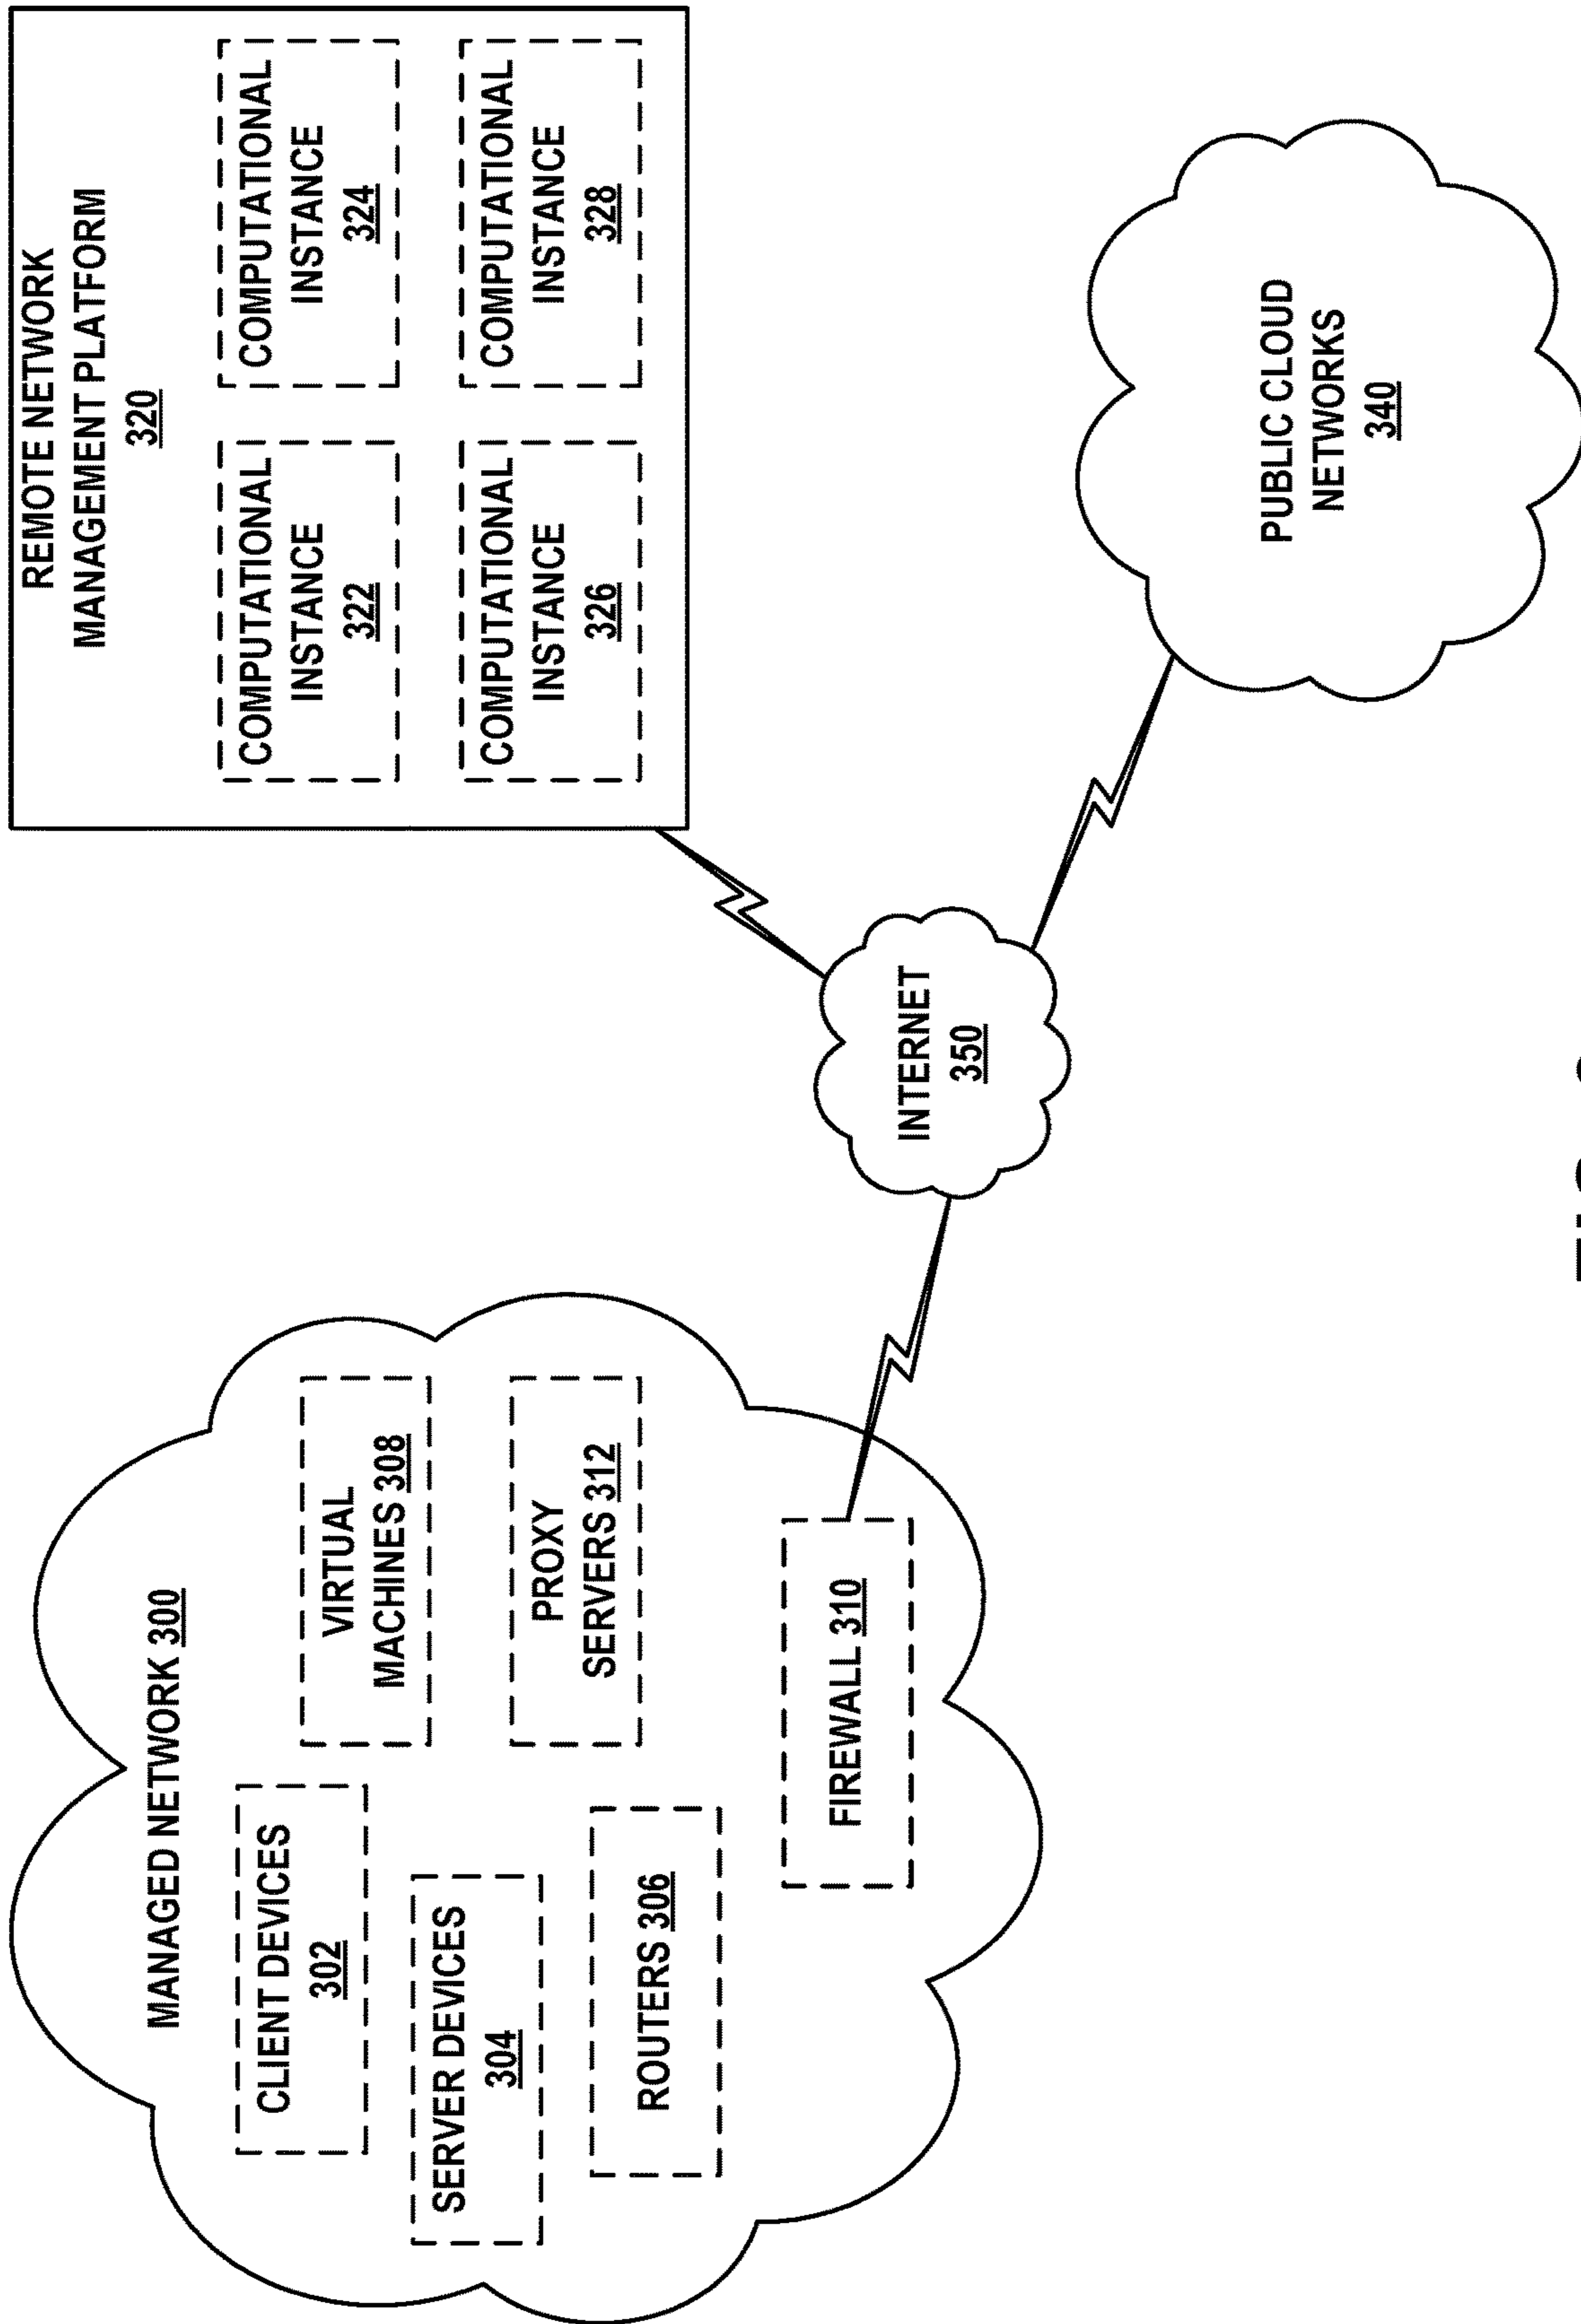 MANAGED NETWORK 300
CLIENT DEVICES
302
SERVER DEVICES
304
ROUTERS 306
VIRTUAL
MACHINES 308
PROXY
SERVERS 312
FIREWALL 310
INTERNET
350
REMOTE NETWORK
MANAGEMENT PLATFORM
320
COMPUTATIONAL
INSTANCE
322
COMPUTATIONAL
INSTANCE
324
COMPUTATIONAL
INSTANCE
326
COMPUTATIONAL
INSTANCE
328
PUBLIC CLOUD
NETWORKS
340